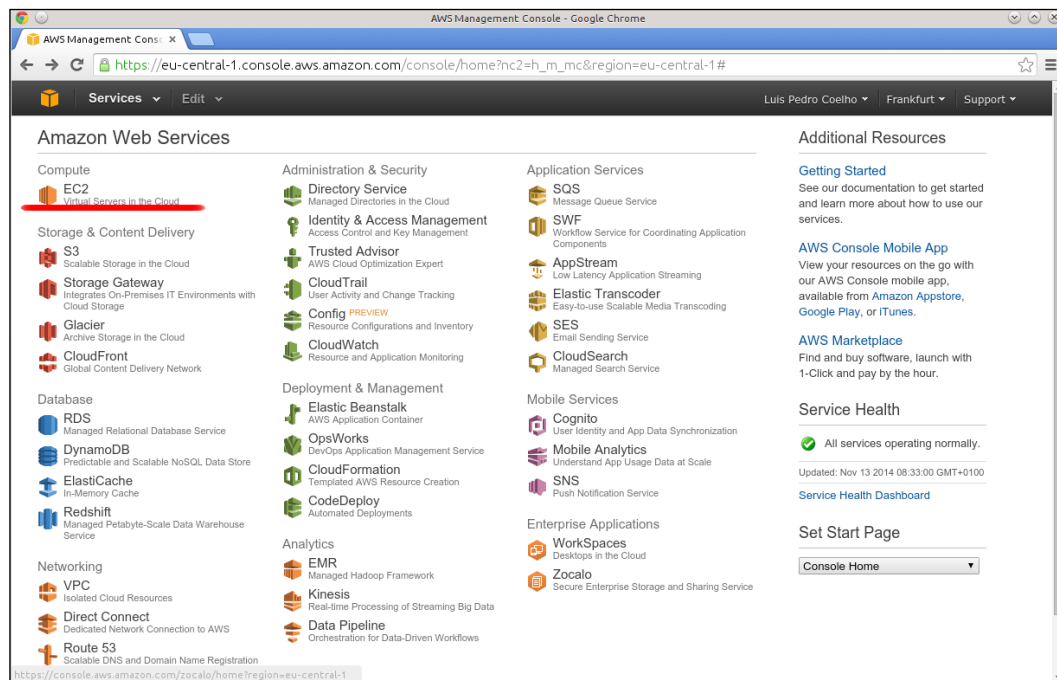 AWS Management Console - Google Chrome
AWS Management Consc
https://eu-central-1.console.aws.amazon.com/console/home?nc2=h_m_mc&region=eu-central-1#
Services Edit Luis Pedro Coelho Frankfurt Support
Amazon Web Services
Compute
EC2
Virtual Servers in the Cloud
Storage & Content Delivery
S3
Scalable Storage in the Cloud
Storage Gateway
Integrates On-Premises IT Environments with
Cloud Storage
Glacier
Archive Storage in the Cloud
CloudFront
Global Content Delivery Network
Database
RDS
Managed Relational Database Service
DynamoDB
Predictable and Scalable NoSQL Data Store
ElastiCache
In-Memory Cache
Redshift
Managed Petabyte-Scale Data Warehouse
Service
Networking
VPC
Isolated Cloud Resources
Direct Connect
Dedicated Network Connection to AWS
Route 53
Scalable DNS and Domain Name Registration
Administration & Security
Directory Service
Managed Directories in the Cloud
Identity & Access Management
Access Control and Key Management
Trusted Advisor
AWS Cloud Optimization Expert
CloudTrail
User Activity and Change Tracking
Config PREVIEW
Resource Configurations and Inventory
CloudWatch
Resource and Application Monitoring
Deployment & Management
Elastic Beanstalk
AWS Application Container
OpsWorks
DevOps Application Management Service
CloudFormation
Templated AWS Resource Creation
CodeDeploy
Automated Deployments
Analytics
EMR
Managed Hadoop Framework
Kinesis
Real-time Processing of Streaming Big Data
Data Pipeline
Orchestration for Data-Driven Workflows
Application Services
SQS
Message Queue Service
SWF
Workflow Service for Coordinating Application
Components
AppStream
Low Latency Application Streaming
Elastic Transcoder
Easy-to-use Scalable Media Transcoding
SES
Email Sending Service
CloudSearch
Managed Search Service
Mobile Services
Cognito
User Identity and App Data Synchronization
Mobile Analytics
Understand App Usage Data at Scale
SNS
Push Notification Service
Enterprise Applications
WorkSpaces
Desktops in the Cloud
Zocalo
Secure Enterprise Storage and Sharing Service
Additional Resources
Getting Started
See our documentation to get started
and learn more about how to use our
services.
AWS Console Mobile App
View your resources on the go with
our AWS Console mobile app,
available from Amazon Appstore,
Google Play, or iTunes.
AWS Marketplace
Find and buy software, launch with
1-Click and pay by the hour.
Service Health
All services operating normally.
Updated: Nov 13 2014 08:33:00 GMT+0100
Service Health Dashboard
Set Start Page
Console Home
https://console.aws.amazon.com/zocalo/home?region=eu-central-1